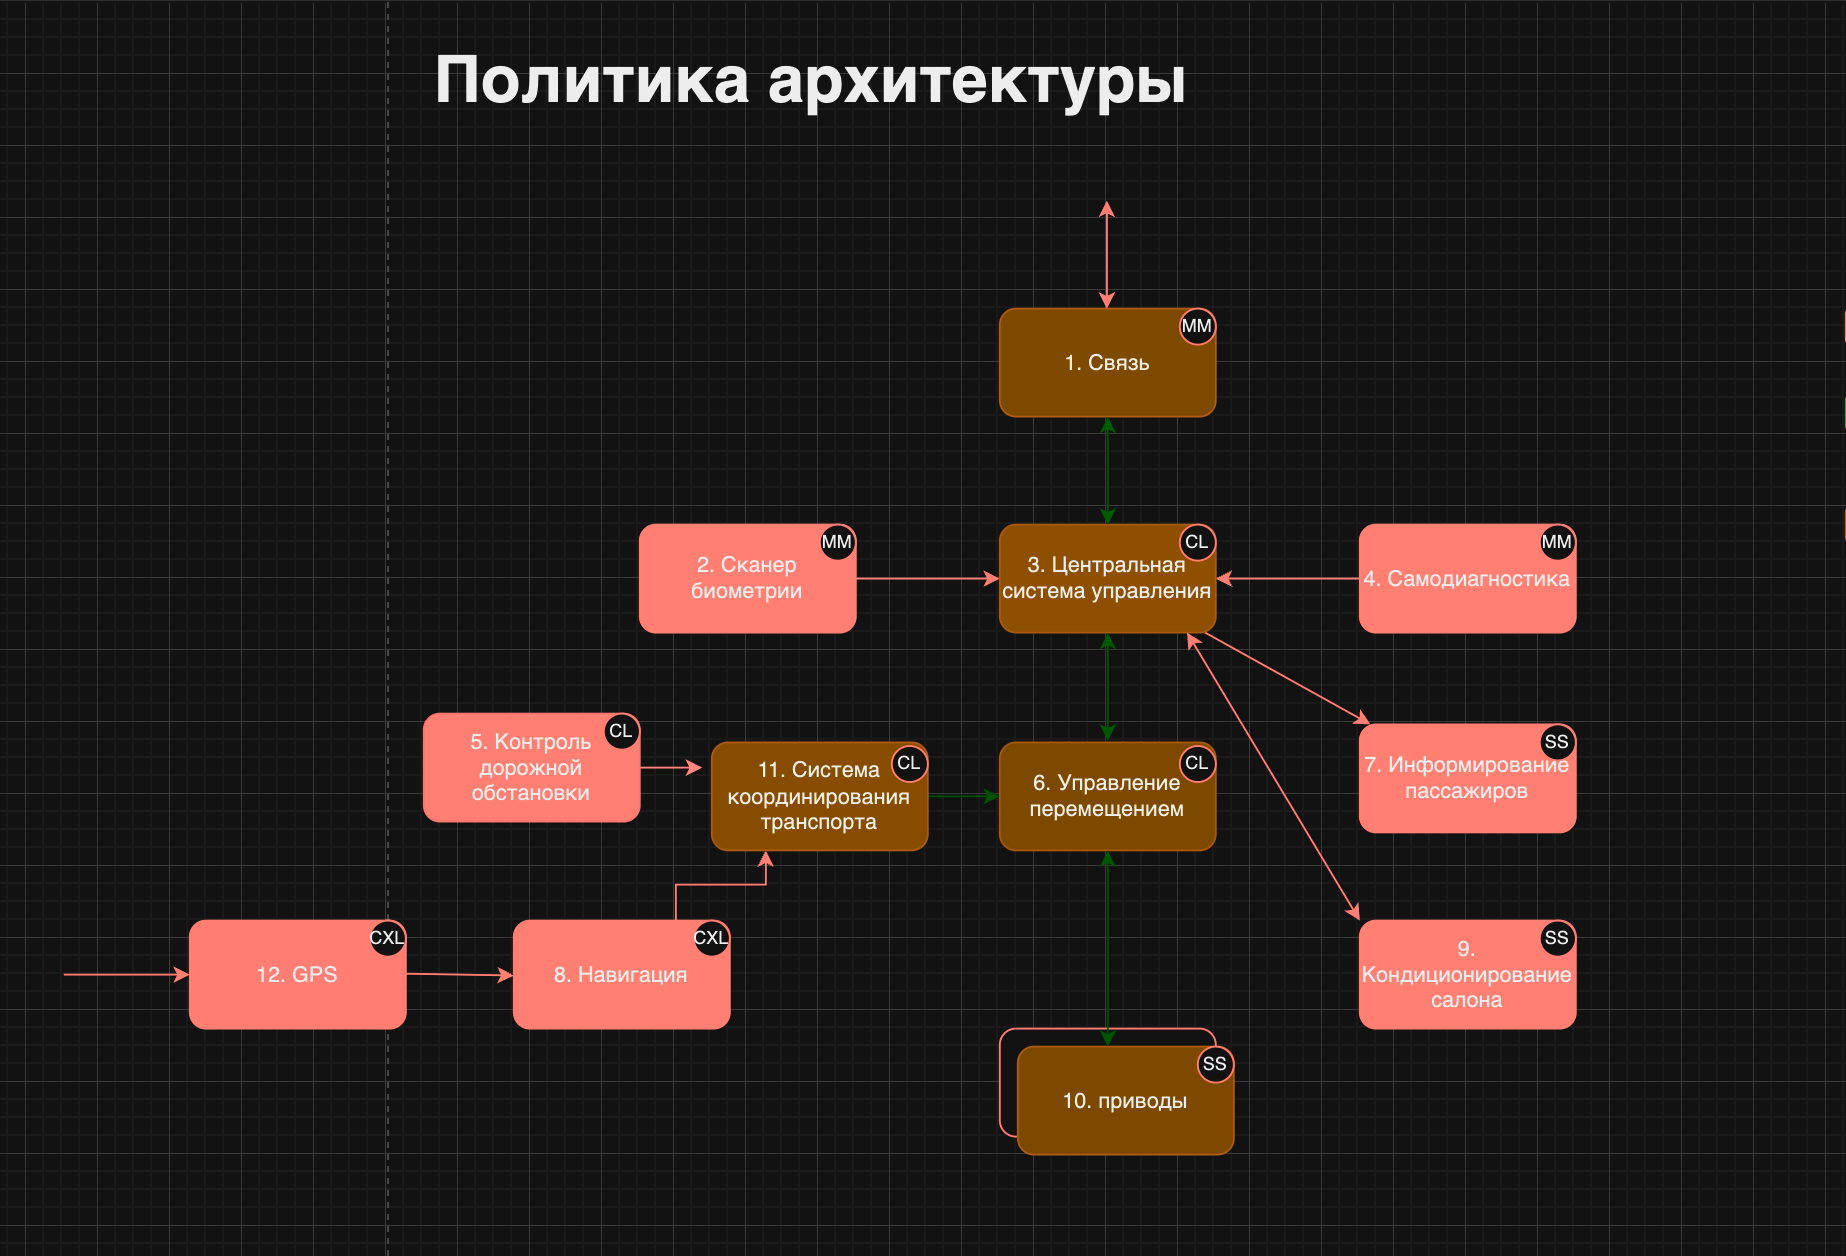 Политика архитектуры
MM
1. Связь
MM
2. Сканер
биометрии
CL
3. Центральная
система управления
MM
4. Самодиагностика
CL
5. Контроль
дорожной
обстановки
CL
11. Система
координирования
транспорта
CL
6. Управление
перемещением
SS
7. Информирование
пассажиров
CXL
12. GPS
CXL
8. Навигация
SS
9.
Кондиционирование
салона
SS
10. приводы